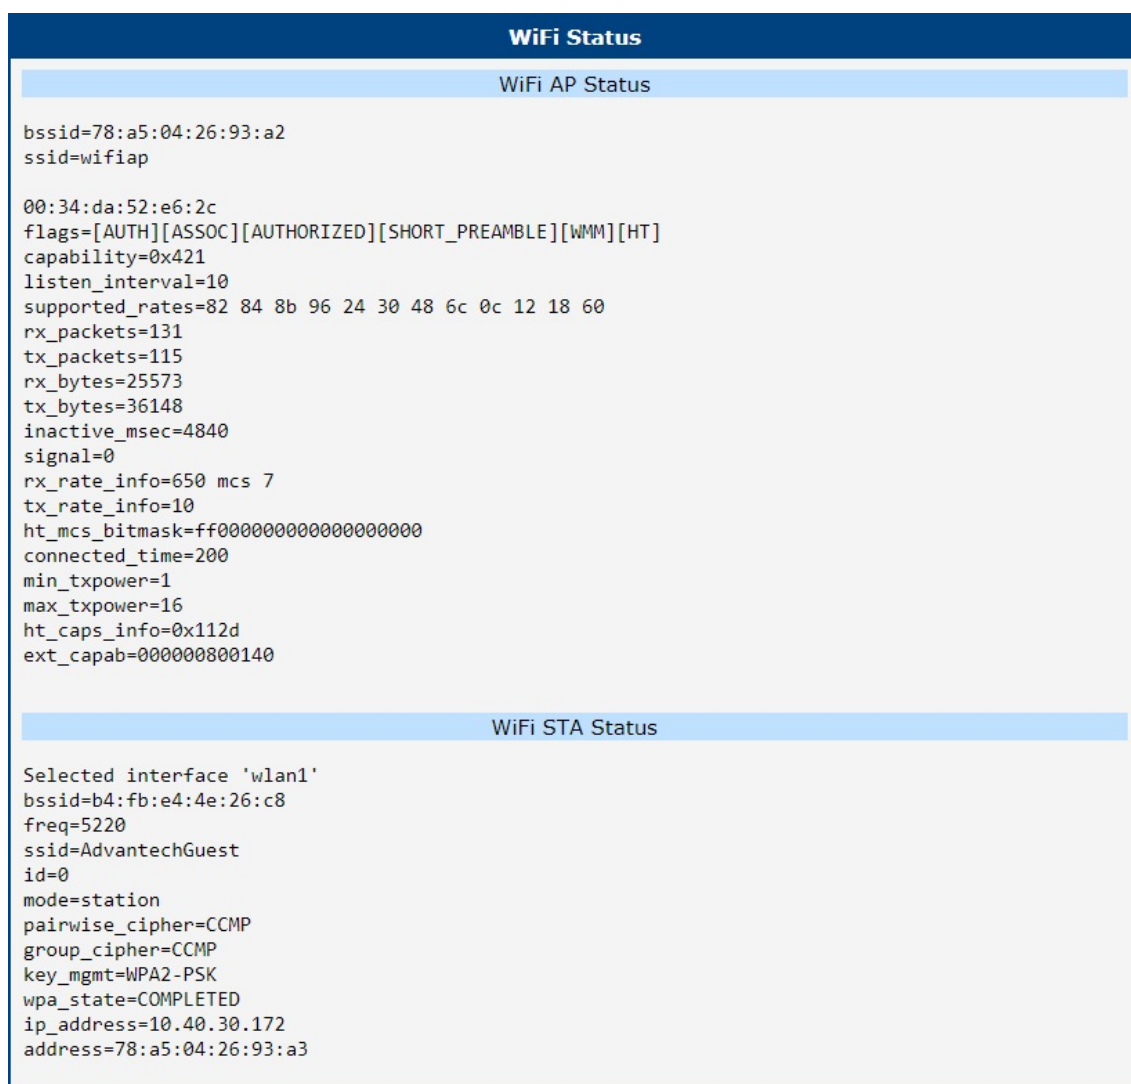 WiFi Status
WiFi AP Status
bssid=78:a5:04:26:93:a2
ssid=wifiap
00:34:da:52:e6:2c
flags=[AUTH][ASSOC][AUTHORIZED][SHORT_PREAMBLE][WMM][HT]
capability=0x421
listen_interval=10
supported_rates=82 84 8b 96 24 30 48 6c 0c 12 18 60
rx_packets=131
tx_packets=115
rx_bytes=25573
tx_bytes=36148
inactive_msec=4840
signal=0
rx_rate_info=650 mcs 7
tx_rate_info=10
ht_mcs_bitmask=ff000000000000000000
connected_time=200
min_txpower=1
max_txpower=16
ht_caps_info=0x112d
ext_capab=000000800140
WiFi STA Status
Selected interface 'wlan1'
bssid=b4:fb:e4:4e:26:c8
freq=5220
ssid=AdvantechGuest
id=0
mode=station
pairwise_cipher=CCMP
group_cipher=CCMP
key_mgmt=WPA2-PSK
wpa_state=COMPLETED
ip_address=10.40.30.172
address=78:a5:04:26:93:a3